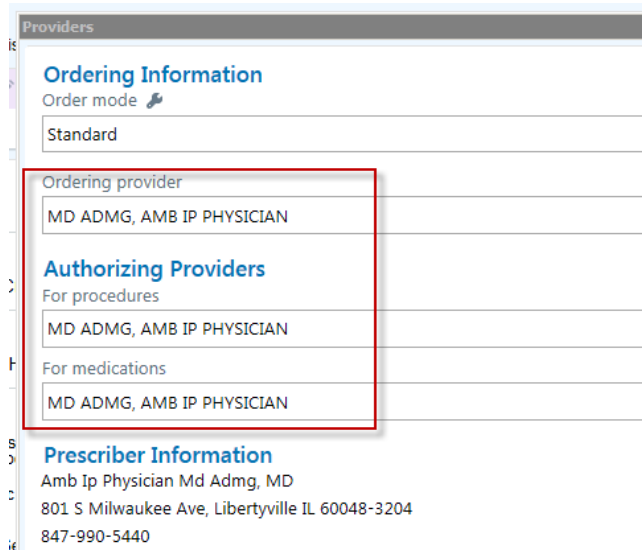 Providers
Ordering Information
Order mode
Standard
Ordering provider
MD ADMG, AMB IP PHYSICIAN
Authorizing Providers
For procedures
MD ADMG, AMB IP PHYSICIAN
For medications
MD ADMG, AMB IP PHYSICIAN
Prescriber Information
Amb Ip Physician Md Admg, MD
801 S Milwaukee Ave, Libertyville IL 60048-3204
847-990-5440